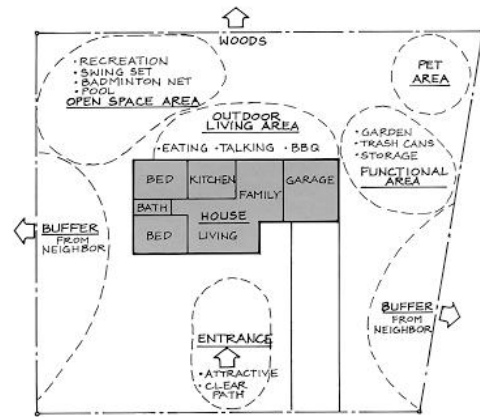 WOODS
• RECREATION
• SWING SET
• BADMINTON NET
• POOL
OPEN SPACE AREA
PET
AREA
OUTDOOR
LIVING AREA
• EATING • TALKING • BBQ
• GARDEN
• TRASH CANS
• STORAGE
FUNCTIONAL
AREA
BED
KITCHEN
FAMILY
GARAGE
BATH
HOUSE
BED
LIVING
BUFFER
FROM
NEIGHBOR
BUFFER
FROM
NEIGHBOR
ENTRANCE
• ATTRACTIVE
• CLEAR
PATH